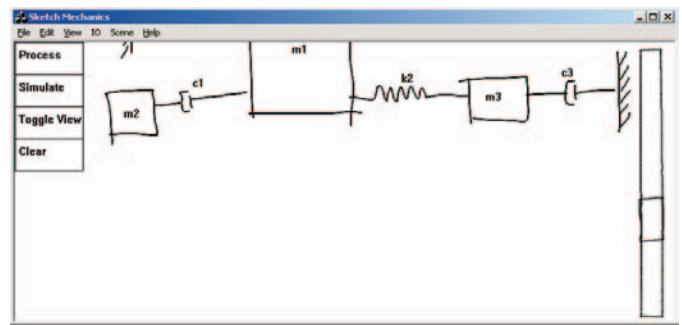 Sketch Mechanics
File Edit View IO Scene Help
Process
Simulate
Toggle View
Clear
m1
c1
m2
k2
m3
c3